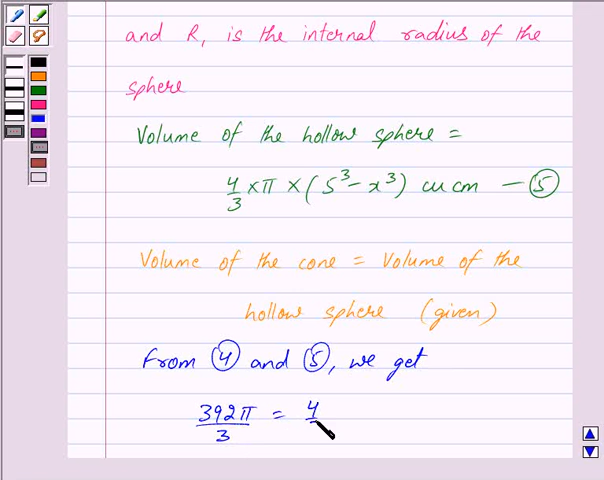 and R₁ is the internal radius of the
sphere
Volume of the hollow sphere =
4/3 × π × (5³ − x³) cu cm — ⑤
Volume of the cone = Volume of the
hollow sphere (given)
From ④ and ⑤, we get
392π/3 = 4